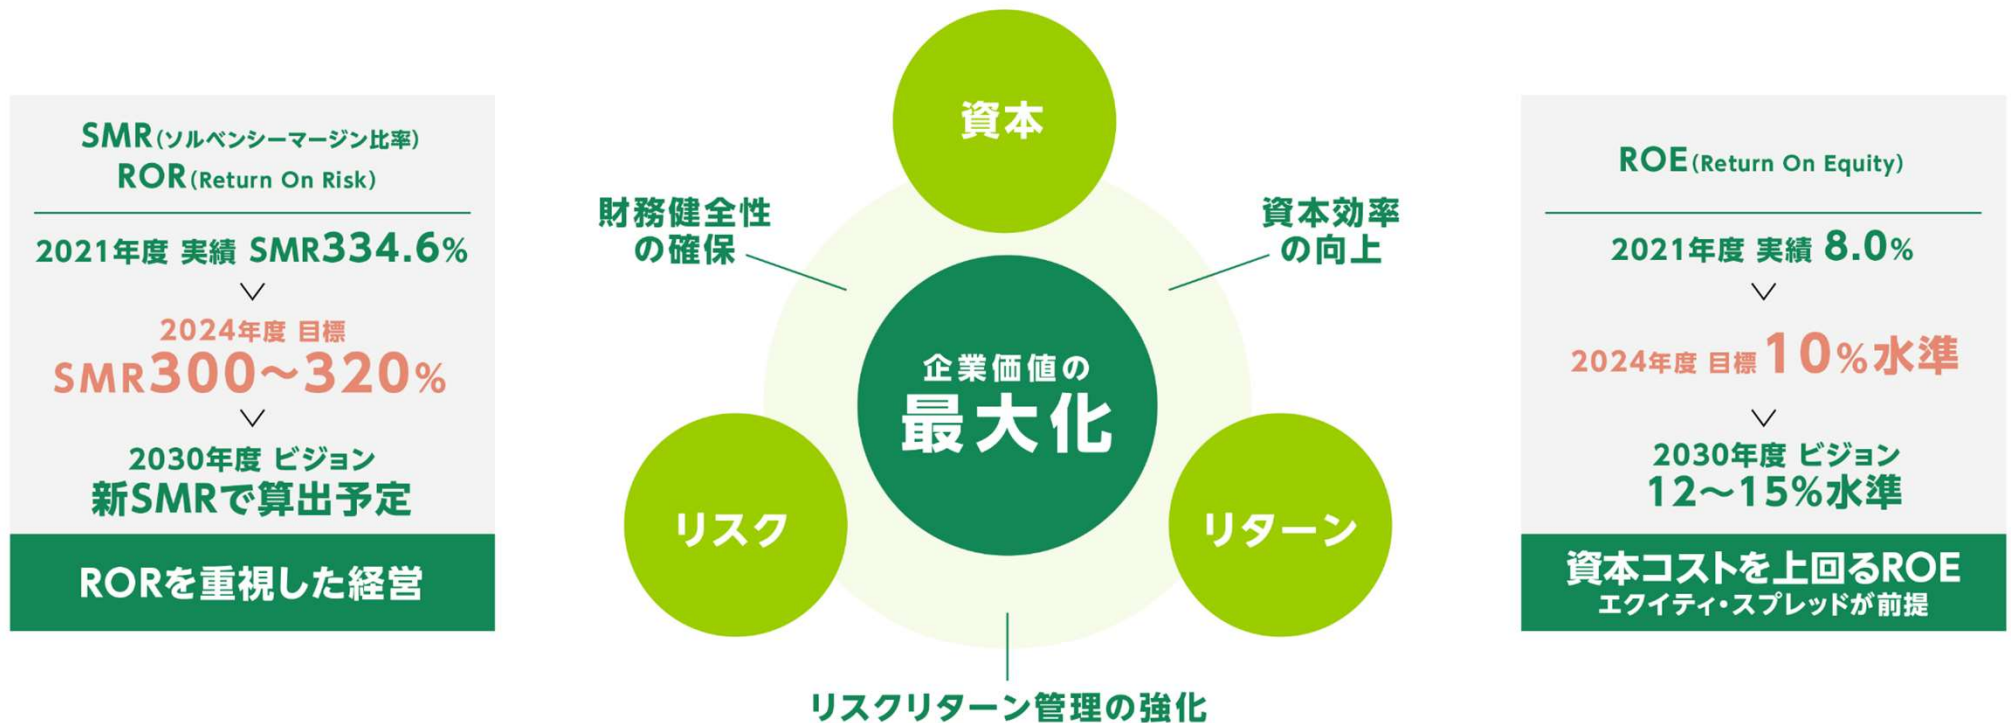 SMR(ソルベンシーマージン比率)
ROR(Return On Risk)
2021年度 実績 SMR334.6%
2024年度 目標
SMR300～320%
2030年度 ビジョン
新SMRで算出予定
RORを重視した経営
資本
財務健全性
の確保
資本効率
の向上
企業価値の
最大化
リスク
リターン
リスクリターン管理の強化
ROE(Return On Equity)
2021年度 実績 8.0%
2024年度 目標 10%水準
2030年度 ビジョン
12～15%水準
資本コストを上回るROE
エクイティ・スプレッドが前提